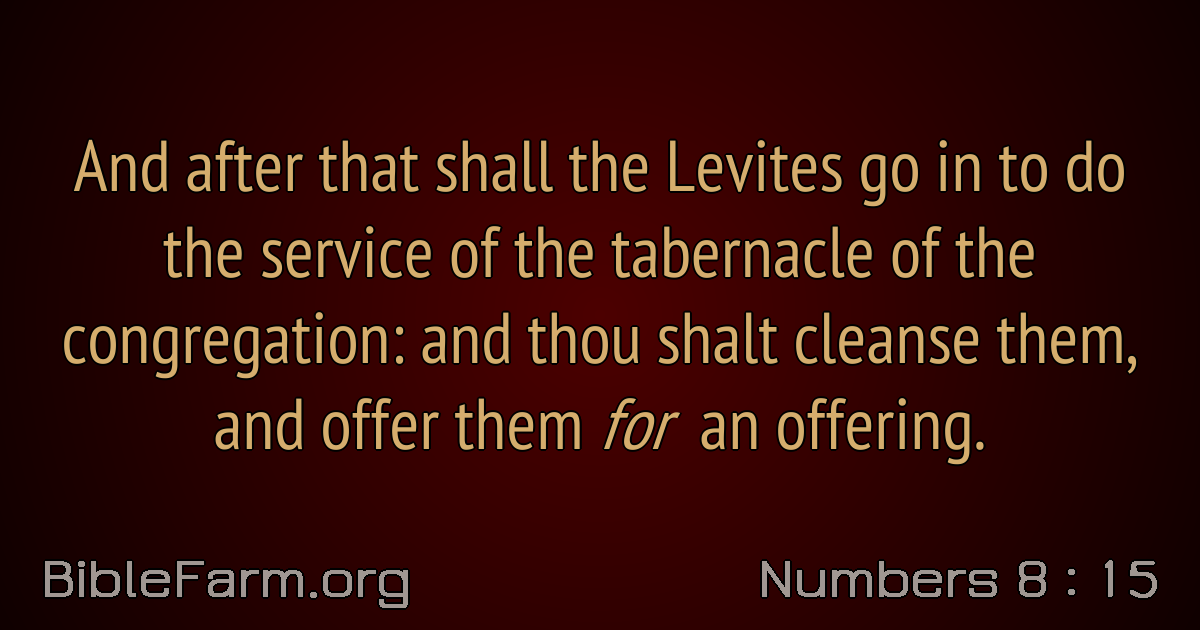 And after that shall the Levites go in to do
the service of the tabernacle of the
congregation: and thou shalt cleanse them,
and offer them for an offering.
BibleFarm.org
Numbers 8 : 15